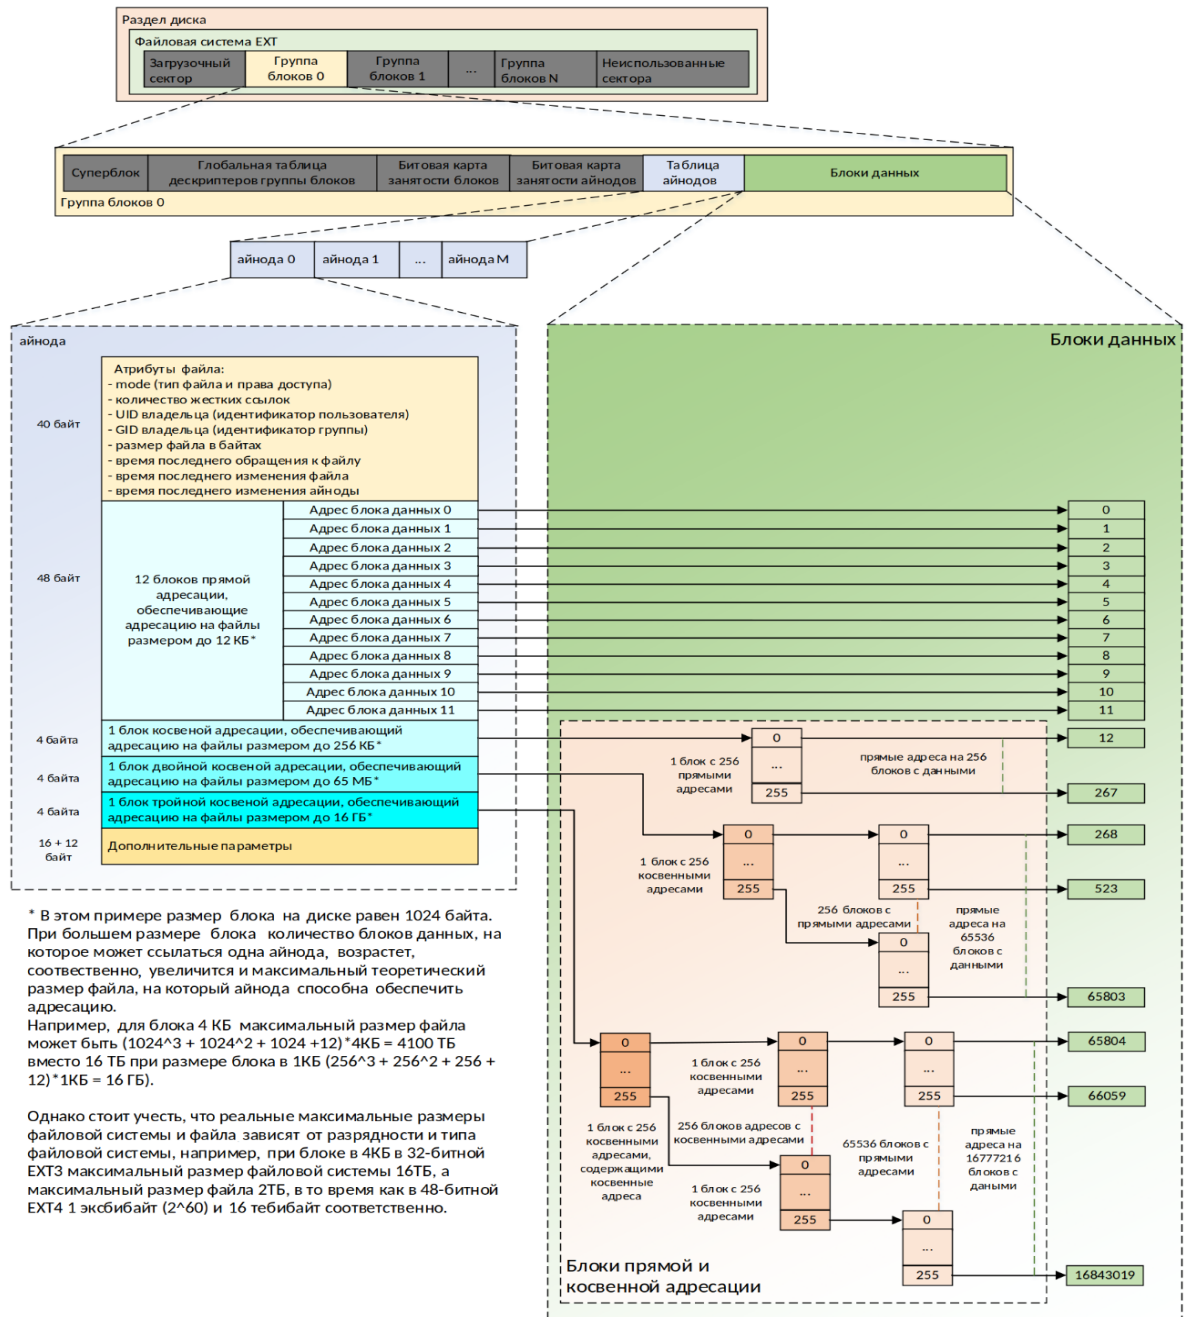 Раздел диска
Файловая система EXT
Загрузочный
сектор
Группа
блоков 0
Группа
блоков 1
...
Группа
блоков N
Неиспользованные
сектора
Суперблок
Глобальная таблица
дескриптеров группы блоков
Битовая карта
занятости блоков
Битовая карта
занятости айнодов
Таблица
айнодов
Блоки данных
Группа блоков 0
айнода 0
айнода 1
...
айнода М
айнода
40 байт
Атрибуты файла:
- mode (тип файла и права доступа)
- количество жестких ссылок
- UID владельца (идентификатор пользователя)
- GID владельца (идентификатор группы)
- размер файла в байтах
- время последнего обращения к файлу
- время последнего изменения файла
- время последнего изменения айноды
48 байт
12 блоков прямой
адресации,
обеспечивающие
адресацию на файлы
размером до 12 КБ*
Адрес блока данных 0
Адрес блока данных 1
Адрес блока данных 2
Адрес блока данных 3
Адрес блока данных 4
Адрес блока данных 5
Адрес блока данных 6
Адрес блока данных 7
Адрес блока данных 8
Адрес блока данных 9
Адрес блока данных 10
Адрес блока данных 11
4 байта
1 блок косвеной адресации, обеспечивающий
адресацию на файлы размером до 256 КБ*
4 байта
1 блок двойной косвеной адресации, обеспечивающий
адресацию на файлы размером до 65 МБ*
4 байта
1 блок тройной косвеной адресации, обеспечивающий
адресацию на файлы размером до 16 ГБ*
16 + 12
байт
Дополнительные параметры
* В этом примере размер блока на диске равен 1024 байта.
При большем размере блока количество блоков данных, на
которое может ссылаться одна айнода, возрастет,
соотвественно, увеличится и максимальный теоретический
размер файла, на который айнода способна обеспечить
адресацию.
Например, для блока 4 КБ максимальный размер файла
может быть (1024^3 + 1024^2 + 1024 +12)*4КБ = 4100 ТБ
вместо 16 ТБ при размере блока в 1КБ (256^3 + 256^2 + 256 +
12)*1КБ = 16 ГБ).
Однако стоит учесть, что реальные максимальные размеры
файловой системы и файла зависят от разрядности и типа
файловой системы, например, при блоке в 4КБ в 32-битной
EXT3 максимальный размер файловой системы 16ТБ, а
максимальный размер файла 2ТБ, в то время как в 48-битной
EXT4 1 эксбибайт (2^60) и 16 тебибайт соответственно.
Блоки данных
0
1
2
3
4
5
6
7
8
9
10
11
1 блок с 256
прямыми
адресами
0
...
255
прямые адреса на 256
блоков с данными
12
267
1 блок с 256
косвенными
адресами
0
...
255
0
...
255
256 блоков с
прямыми адресами
0
...
255
прямые
адреса на
65536
блоков с
данными
268
523
65803
0
...
255
1 блок с 256
косвенными
адресами,
содержащими
косвенные
адреса
1 блок с 256
косвенными
адресами
0
...
255
0
...
255
256 блоков адресов с
косвенными адресами
65536 блоков с
прямыми
адресами
прямые
адреса на
16777216
блоков с
даными
1 блок с 256
косвенными
адресами
0
...
255
0
...
255
65804
66059
16843019
Блоки прямой и
косвенной адресации